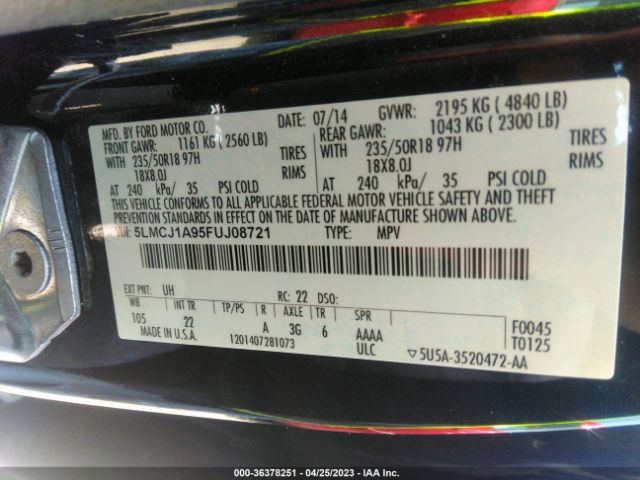 MFD. BY FORD MOTOR CO. DATE: 07/14 GVWR: 2195 KG ( 4840 LB)
FRONT GAWR: 1161 KG ( 2560 LB) REAR GAWR: 1043 KG ( 2300 LB)
WITH 235/50R18 97H TIRES WITH 235/50R18 97H TIRES
18X8.0J RIMS 18X8.0J RIMS
AT 240 kPa/ 35 PSI COLD AT 240 kPa/ 35 PSI COLD
THIS VEHICLE CONFORMS TO ALL APPLICABLE FEDERAL MOTOR VEHICLE SAFETY AND THEFT
PREVENTION STANDARDS IN EFFECT ON THE DATE OF MANUFACTURE SHOWN ABOVE.
5LMCJ1A95FUJ08721 TYPE: MPV
EXT PNT: UH RC: 22 DSO:
WB INT TR TP/PS R AXLE TR SPR
105 22 A 3G 6 AAAA F0045
MADE IN U.S.A. 1201407281073 ULC T0125
▽5U5A-3520472-AA
000-36378251 - 04/25/2023 - IAA Inc.